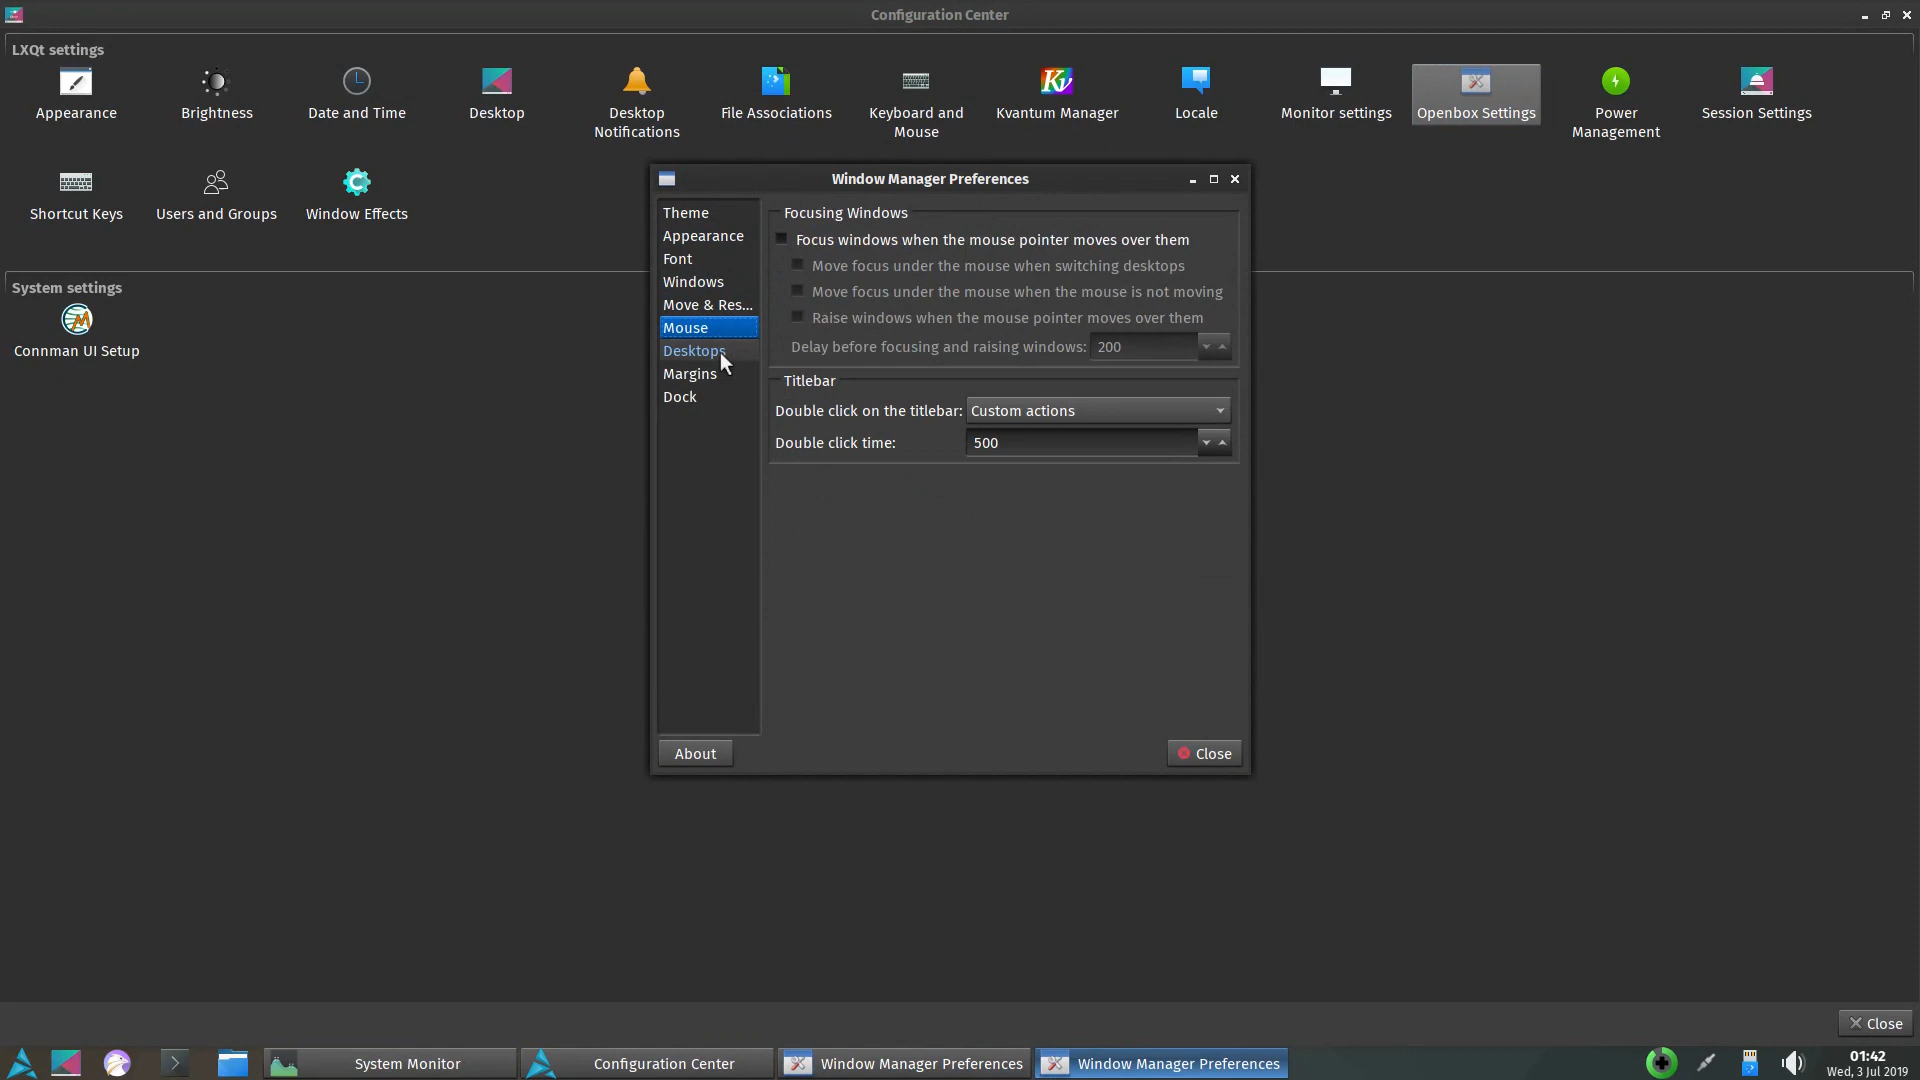 Configuration Center
LXQt settings
Appearance
Brightness
Date and Time
Desktop
Desktop
Notifications
File Associations
Keyboard and
Mouse
Kvantum Manager
Locale
Monitor settings
Openbox Settings
Power
Management
Session Settings
Shortcut Keys
Users and Groups
Window Effects
System settings
Connman UI Setup
Window Manager Preferences
Theme
Appearance
Font
Windows
Move & Res...
Mouse
Desktops
Margins
Dock
Focusing Windows
Focus windows when the mouse pointer moves over them
Move focus under the mouse when switching desktops
Move focus under the mouse when the mouse is not moving
Raise windows when the mouse pointer moves over them
Delay before focusing and raising windows: 200
Titlebar
Double click on the titlebar: Custom actions
Double click time: 500
About
Close
Close
System Monitor
Configuration Center
Window Manager Preferences
Window Manager Preferences
01:42
Wed, 3 Jul 2019